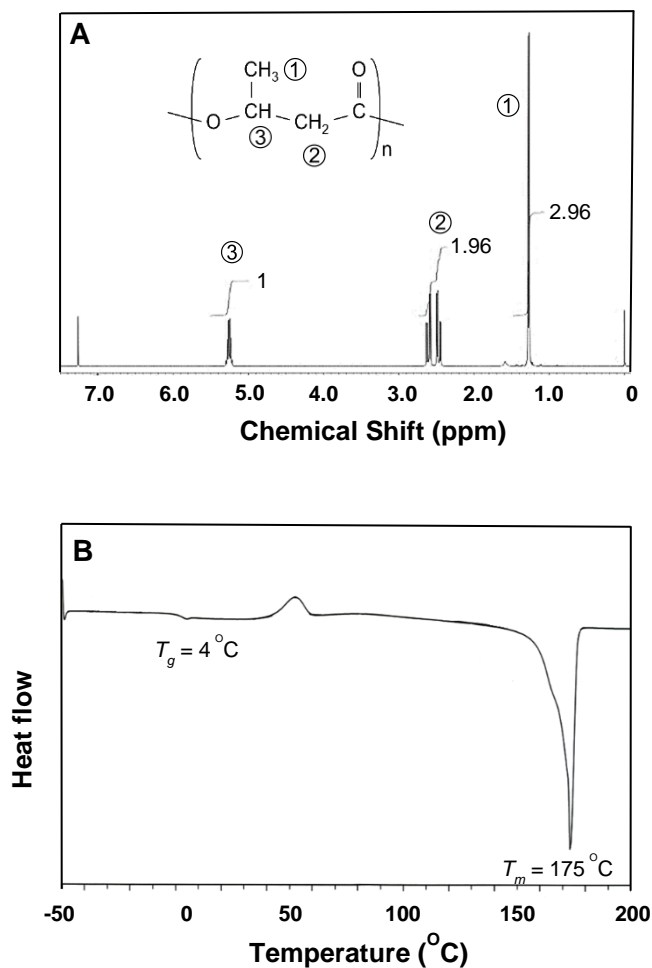 A
CH₃ ① O
O CH CH₂ C n
③
②
①
2.96
②
1.96
③
1
7.0 6.0 5.0 4.0 3.0 2.0 1.0 0
Chemical Shift (ppm)
B
T_g = 4 °C
Heat flow
T_m = 175 °C
-50 0 50 100 150 200
Temperature (°C)